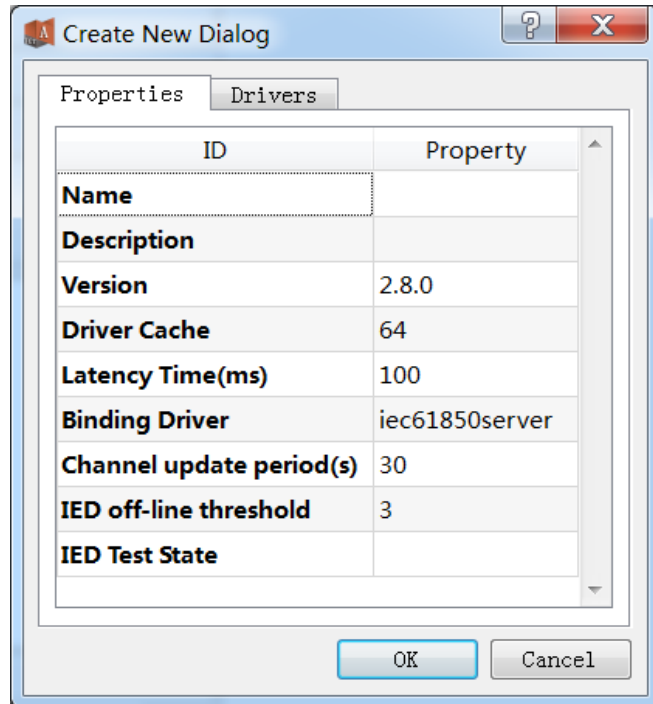 Create New Dialog
Properties Drivers
ID Property
Name
Description
Version 2.8.0
Driver Cache 64
Latency Time(ms) 100
Binding Driver iec61850server
Channel update period(s) 30
IED off-line threshold 3
IED Test State
OK Cancel